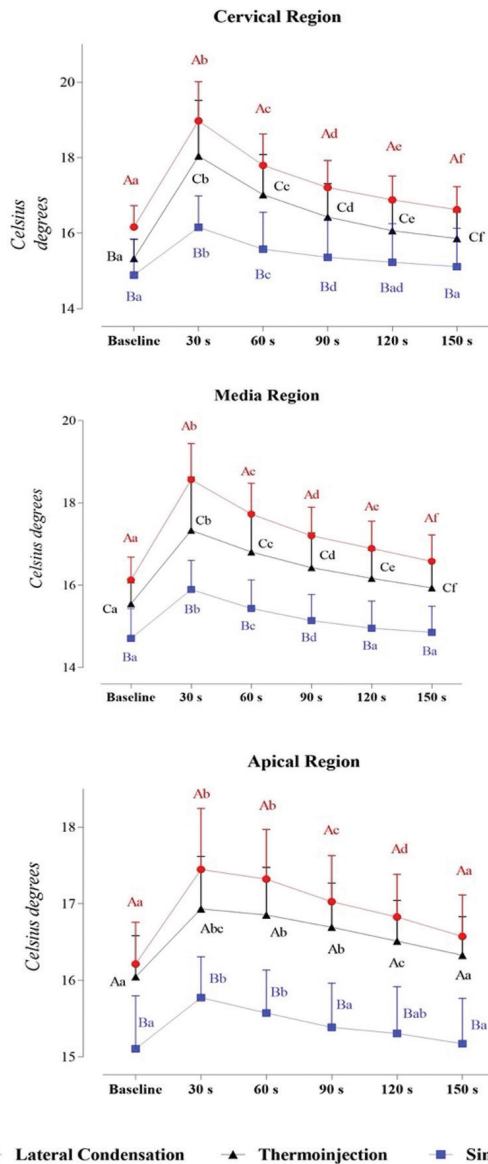 Cervical Region
Ab
20
Aa
Ac
Ad
Ae
Af
18
Cb
Cc
Cd
Ce
Cf
16
Ba
Bb
Bc
Bd
Bad
Ba
Ba
14
Celsius
degrees
Baseline 30 s 60 s 90 s 120 s 150 s
Media Region
20
Ab
Ac
Ad
Ae
Af
Aa
18
Cb
Cc
Cd
Ce
Cf
16
Ca
Bb
Bc
Bd
Ba
Ba
Ba
14
Celsius degrees
Baseline 30 s 60 s 90 s 120 s 150 s
Apical Region
Ab
Ab
Ac
Ad
Aa
Aa
18
17
Aa
Abc
Ab
Ab
Ac
Aa
16
Ba
Bb
Bb
Ba
Bab
Ba
15
Celsius degrees
Baseline 30 s 60 s 90 s 120 s 150 s
Lateral Condensation Thermoinjection Sin